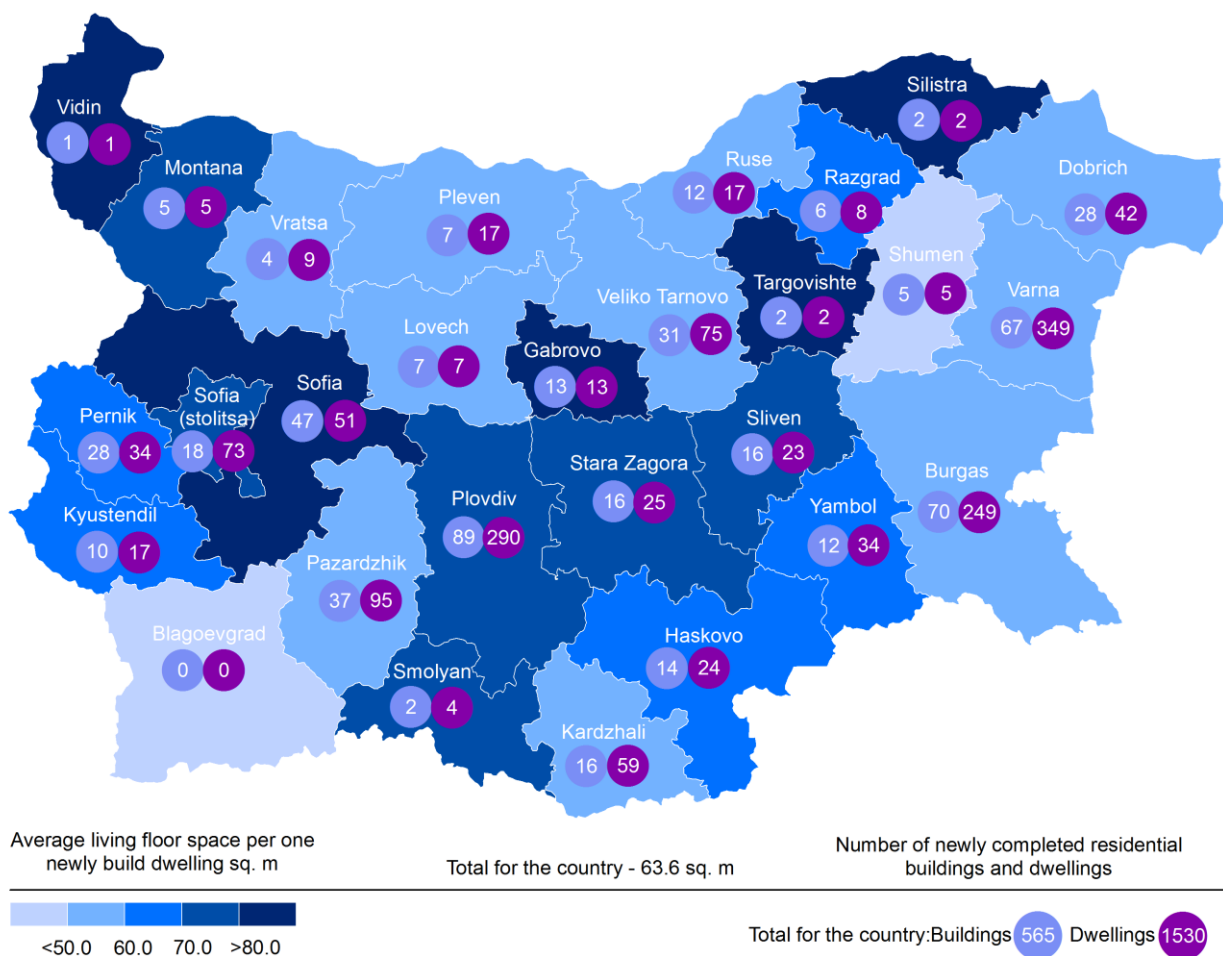 Vidin
1 1
Montana
5 5
Vratsa
4 9
Pleven
7 17
Lovech
7 7
Gabrovo
13 13
Veliko Tarnovo
31 75
Ruse
12 17
Razgrad
6 8
Silistra
2 2
Dobrich
28 42
Shumen
5 5
Targovishte
2 2
Varna
67 349
Sofia
47 51
Sofia
(stolitsa)
18 73
Pernik
28 34
Kyustendil
10 17
Blagoevgrad
0 0
Pazardzhik
37 95
Plovdiv
89 290
Smolyan
2 4
Stara Zagora
16 25
Sliven
16 23
Yambol
12 34
Burgas
70 249
Haskovo
14 24
Kardzhali
16 59
Average living floor space per one
newly build dwelling sq. m
Total for the country - 63.6 sq. m
Number of newly completed residential
buildings and dwellings
<50.0 60.0 70.0 >80.0
Total for the country:Buildings 565 Dwellings 1530